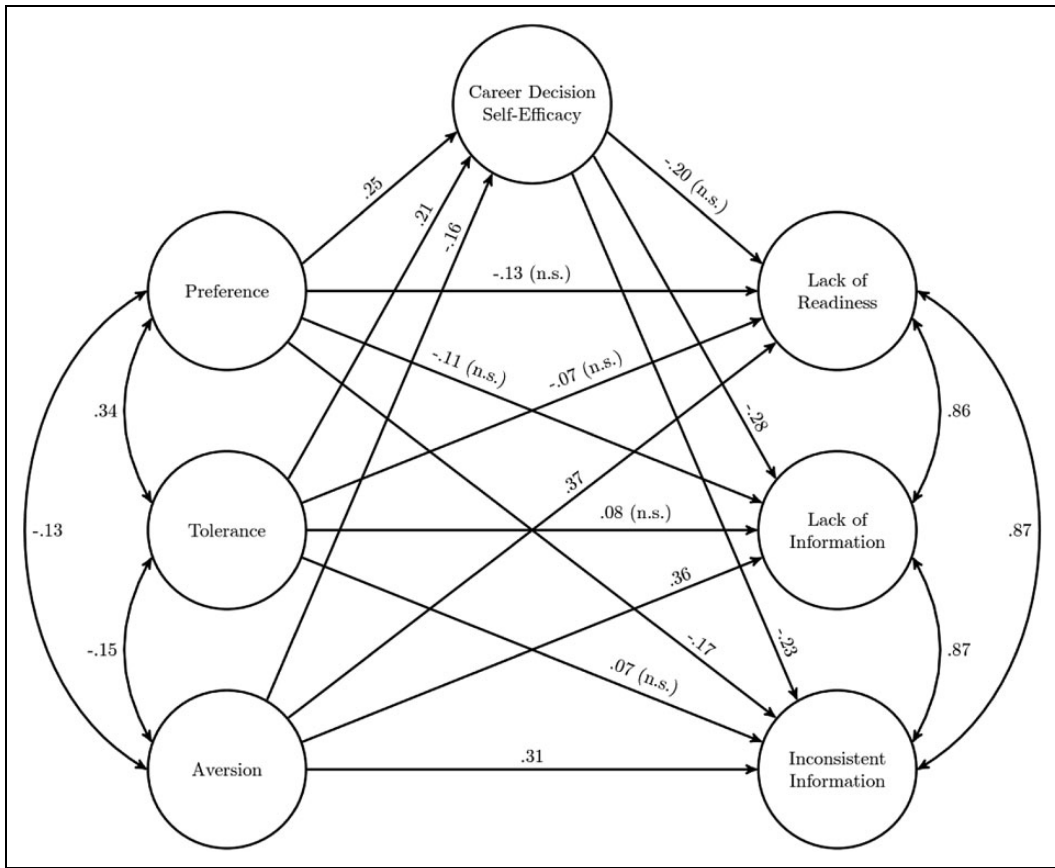 Career Decision
Self-Efficacy
-.20 (n.s.)
.25
.21
-.16
Preference
-.13 (n.s.)
Lack of
Readiness
-.11 (n.s.)
-.07 (n.s.)
.34
.86
-.28
.37
-.13
Tolerance
.08 (n.s.)
Lack of
Information
.87
.36
-.15
-.17
-.23
.87
.07 (n.s.)
Aversion
.31
Inconsistent
Information